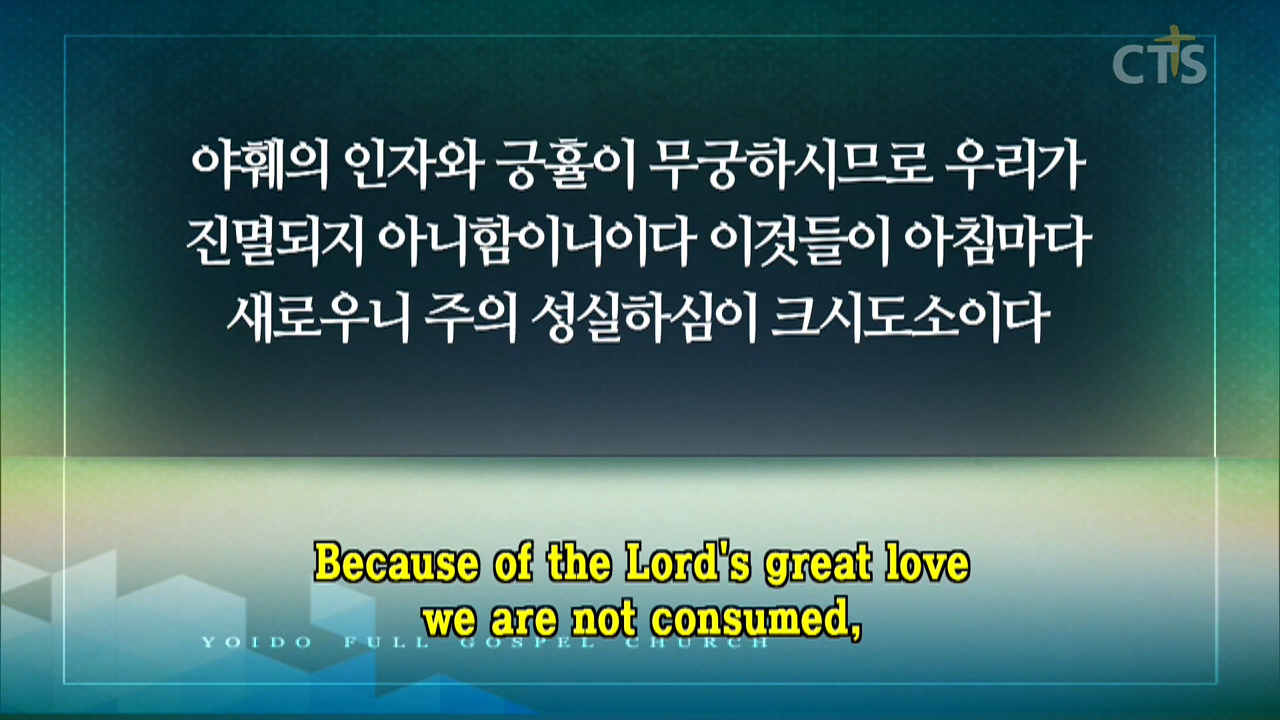 CTS
야훼의 인자와 긍휼이 무궁하시므로 우리가
진멸되지 아니함이니이다 이것들이 아침마다
새로우니 주의 성실하심이 크시도소이다
Because of the Lord's great love
we are not consumed,
YOIDO FULL GOSPEL CHURCH